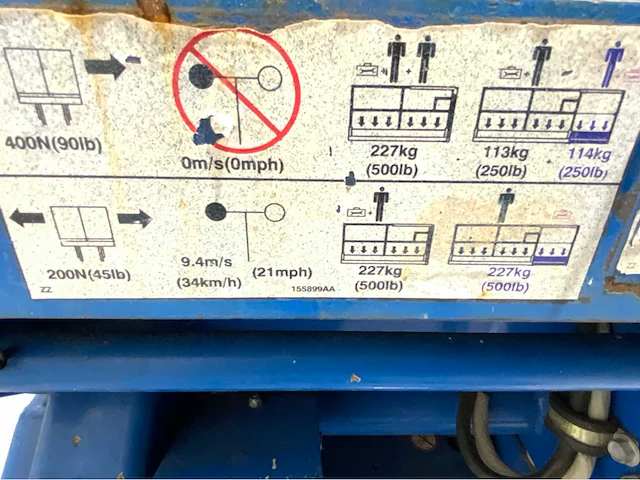 400N(90lb)
0m/s(0mph)
227kg
(500lb)
113kg
(250lb)
114kg
(250lb)
200N(45lb)
9.4m/s
(34km/h)
(21mph)
227kg
(500lb)
227kg
(500lb)
ZZ
155899AA